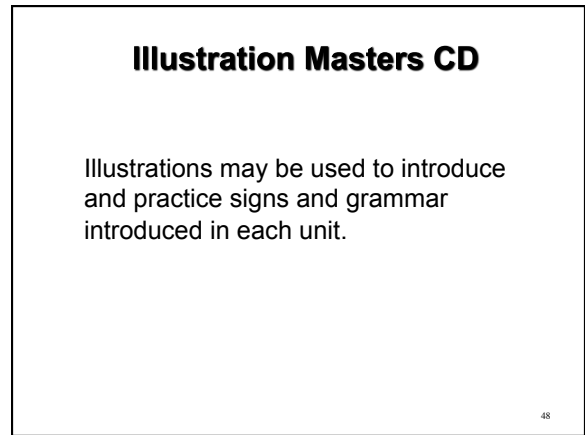 Illustration Masters CD
Illustrations may be used to introduce
and practice signs and grammar
introduced in each unit.
48